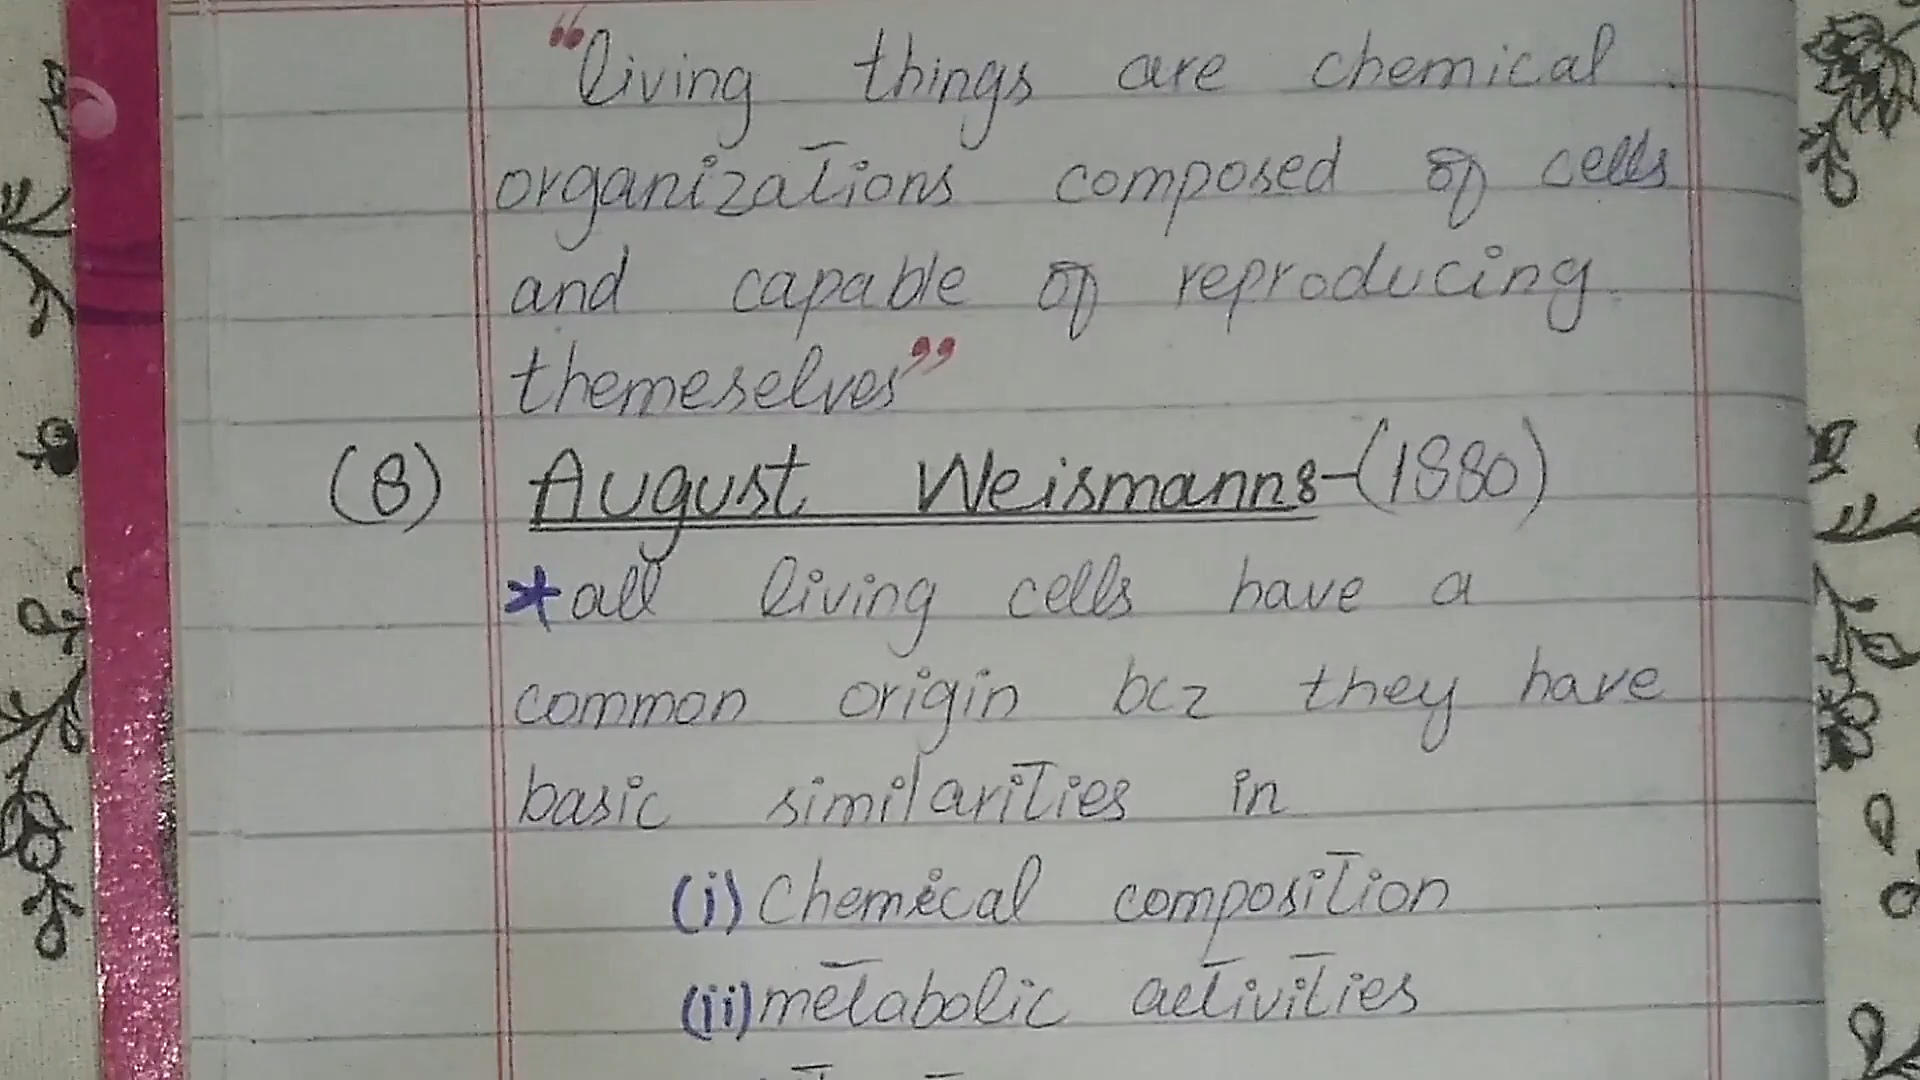 “living things are chemical
organizations composed of cells
and capable of reproducing
themeselves”
(8) August Weismanns-(1880)
*all living cells have a
common origin bcz they have
basic similarities in
(i) Chemical composition
(ii) metabolic activities